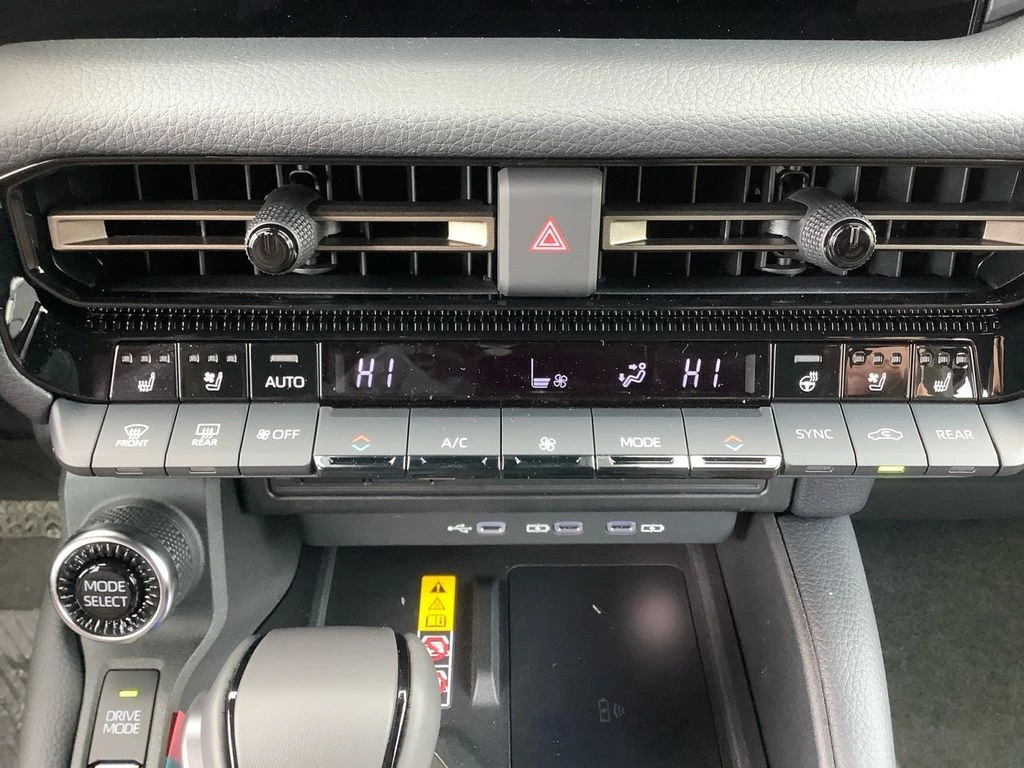 AUTO
HI
HI
FRONT
REAR
OFF
A/C
MODE
SYNC
REAR
MODE
SELECT
DRIVE
MODE